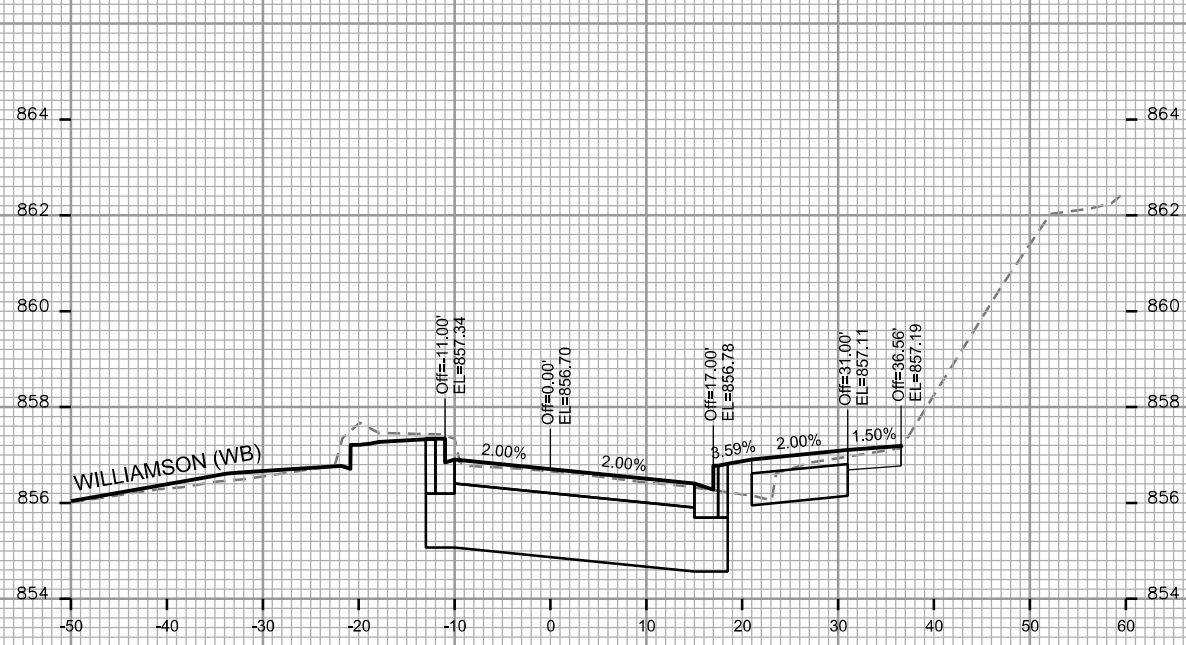 864 864
862 862
860 860
Off=-11.00'
EL=857.34
Off=0.00'
EL=856.70
Off=17.00'
EL=856.78
Off=31.00'
EL=857.11
Off=36.56'
EL=857.19
858 858
WILLIAMSON (WB)
2.00% 2.00% 3.59% 2.00% 1.50%
856 856
854 854
-50 -40 -30 -20 -10 0 10 20 30 40 50 60